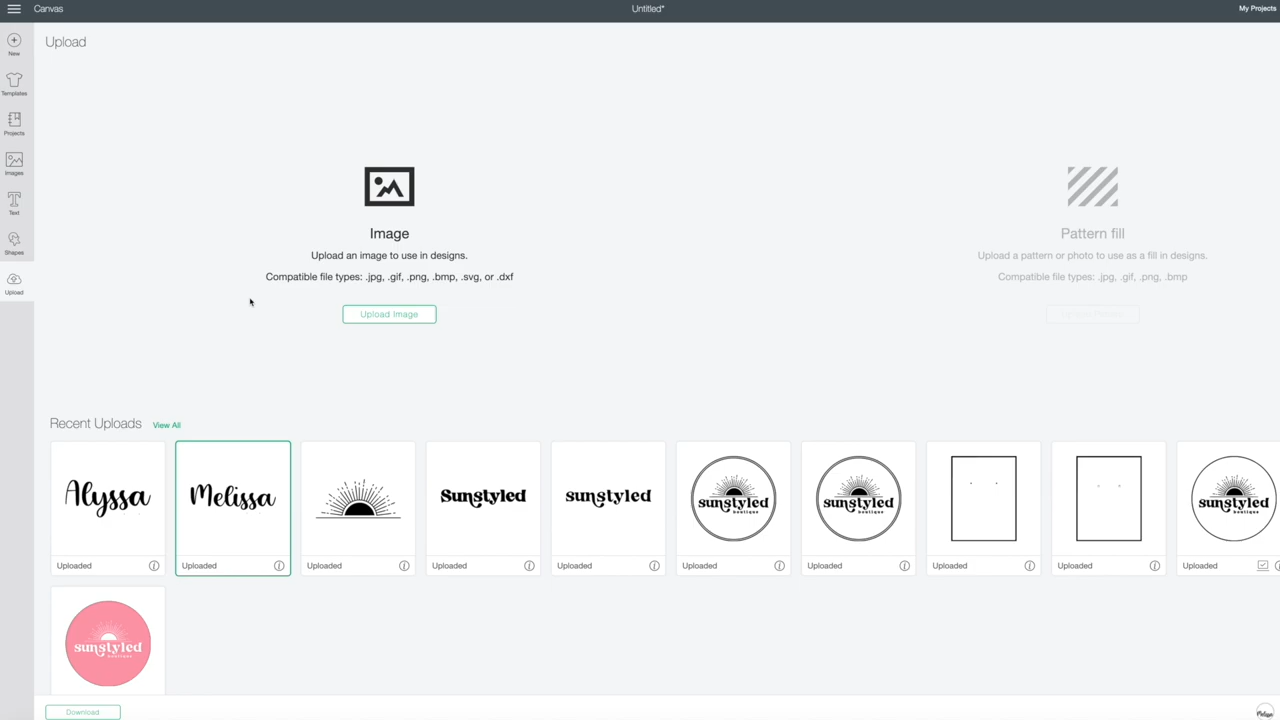 Canvas
Untitled*
My Projects
New
Templates
Projects
Images
Text
Shapes
Upload
Upload
Image
Upload an image to use in designs.
Compatible file types: .jpg, .gif, .png, .bmp, .svg, or .dxf
Upload Image
Pattern fill
Upload a pattern or photo to use as a fill in designs.
Compatible file types: .jpg, .gif, .png, .bmp
Recent Uploads View All
Alyssa
Melissa
Sunstyled
sunstyled
sunstyled
boutique
sunstyled
boutique
sunstyled
boutique
Uploaded
Uploaded
Uploaded
Uploaded
Uploaded
Uploaded
Uploaded
Uploaded
Uploaded
Uploaded
sunstyled
boutique
Download
Melissa